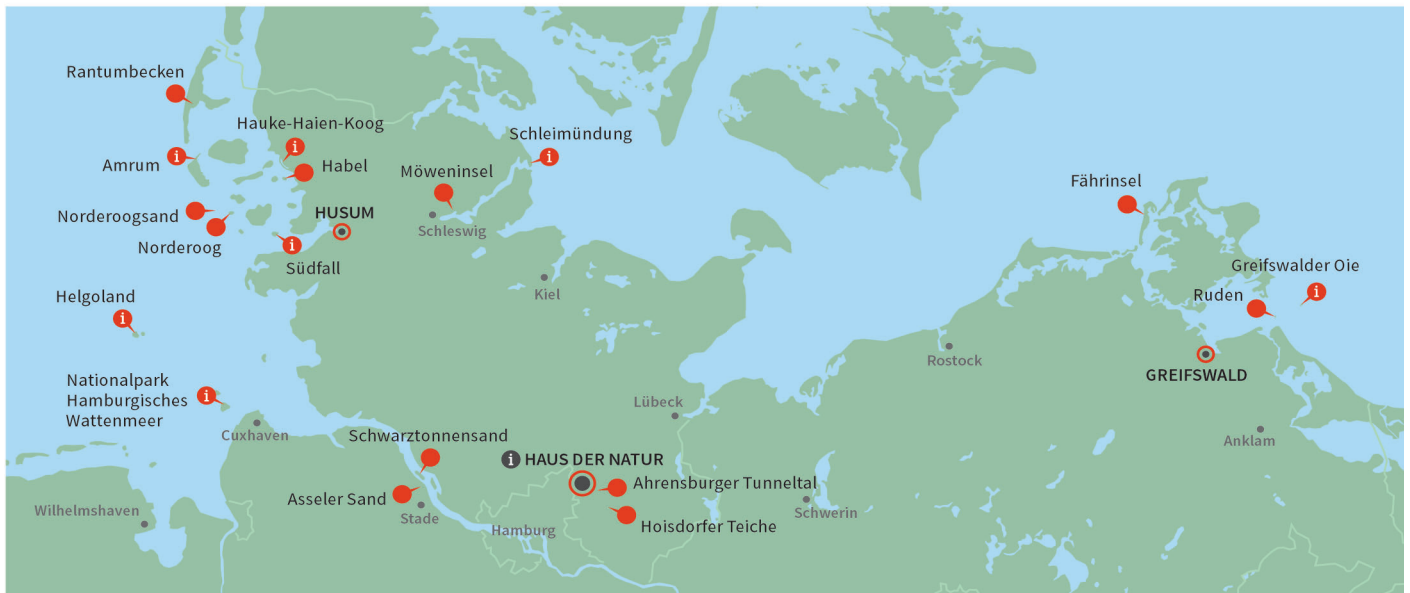 Rantumbecken
Hauke-Haien-Koog
i
Schleimündung
i
Amrum
i
Habel
Möweninsel
Fährinsel
Norderoogsand
HUSUM
Schleswig
Norderoog
i
Südfall
Greifswalder Oie
i
Kiel
Helgoland
i
Ruden
Rostock
GREIFSWALD
Nationalpark
Hamburgisches
Wattenmeer
i
Lübeck
Cuxhaven
Schwarztonnensand
Anklam
i HAUS DER NATUR
Ahrensburger Tunneltal
Asseler Sand
Wilhelmshaven
Stade
Schwerin
Hamburg
Hoisdorfer Teiche